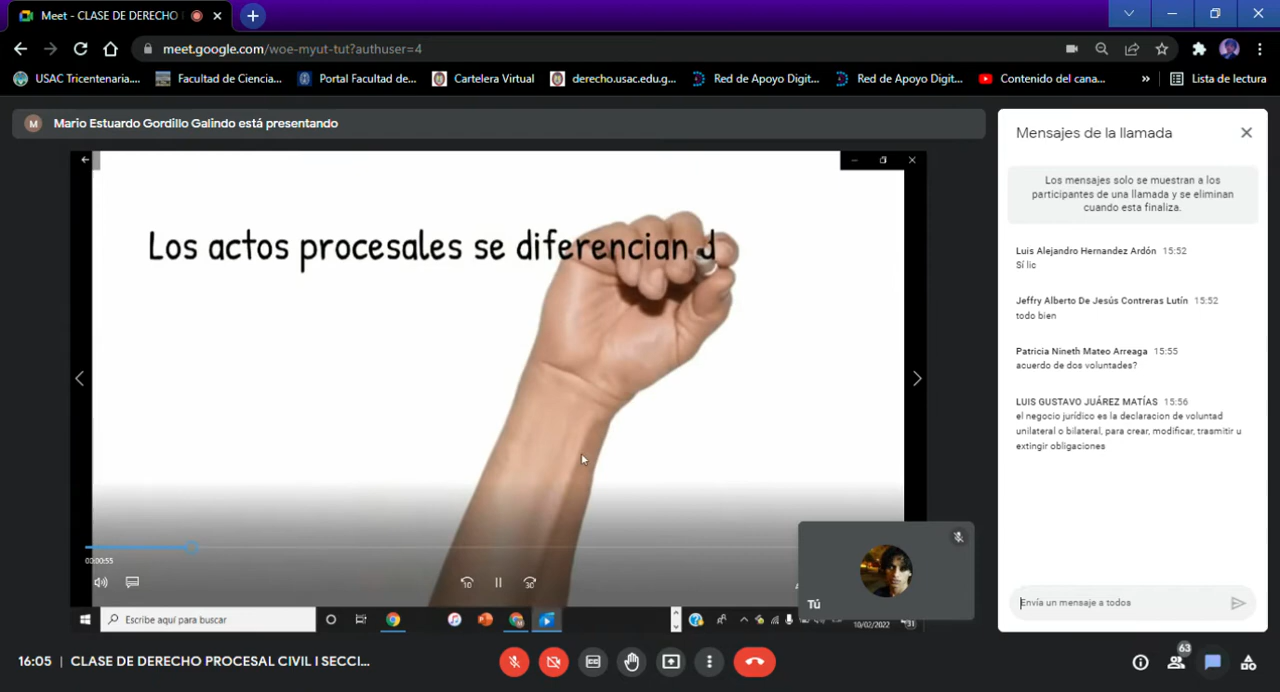 Meet - CLASE DE DERECHO
meet.google.com/woe-myut-tut?authuser=4
USAC Tricentenaria....
Facultad de Ciencia...
Portal Facultad de...
Cartelera Virtual
derecho.usac.edu.g...
Red de Apoyo Digit...
Red de Apoyo Digit...
Contenido del cana...
»
Lista de lectura
M
Mario Estuardo Gordillo Galindo está presentando
Los actos procesales se diferencian d
00:00:55
10
30
Tú
Escribe aquí para buscar
10/02/2022
31
Mensajes de la llamada
Los mensajes solo se muestran a los
participantes de una llamada y se eliminan
cuando esta finaliza.
Luis Alejandro Hernandez Ardón 15:52
Sí lic
Jeffry Alberto De Jesús Contreras Lutín 15:52
todo bien
Patricia Nineth Mateo Arreaga 15:55
acuerdo de dos voluntades?
LUIS GUSTAVO JUÁREZ MATÍAS 15:56
el negocio jurídico es la declaracion de voluntad
unilateral o bilateral, para crear, modificar, trasmitir u
extingir obligaciones
Envía un mensaje a todos
16:05 | CLASE DE DERECHO PROCESAL CIVIL I SECCI...
63